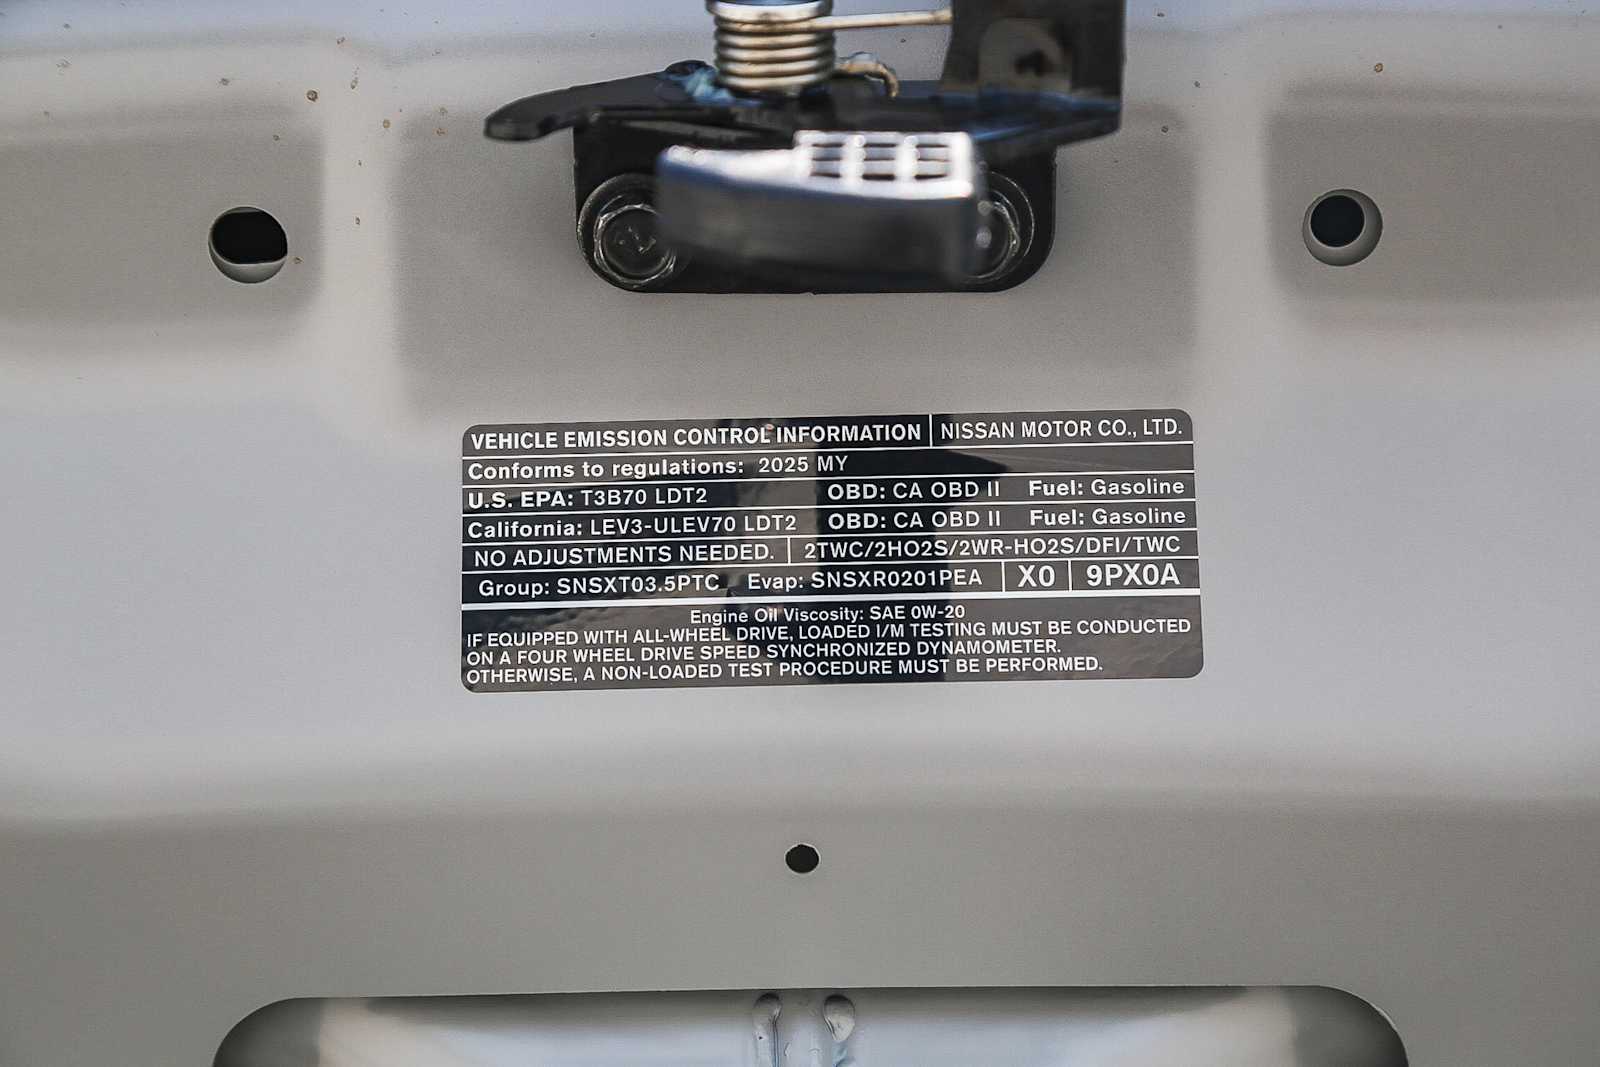 VEHICLE EMISSION CONTROL INFORMATION NISSAN MOTOR CO., LTD.
Conforms to regulations: 2025 MY
U.S. EPA: T3B70 LDT2 OBD: CA OBD II Fuel: Gasoline
California: LEV3-ULEV70 LDT2 OBD: CA OBD II Fuel: Gasoline
NO ADJUSTMENTS NEEDED. 2TWC/2HO2S/2WR-HO2S/DFI/TWC
Group: SNSXT03.5PTC Evap: SNSXR0201PEA X0 9PX0A
Engine Oil Viscosity: SAE 0W-20
IF EQUIPPED WITH ALL-WHEEL DRIVE, LOADED I/M TESTING MUST BE CONDUCTED
ON A FOUR WHEEL DRIVE SPEED SYNCHRONIZED DYNAMOMETER.
OTHERWISE, A NON-LOADED TEST PROCEDURE MUST BE PERFORMED.